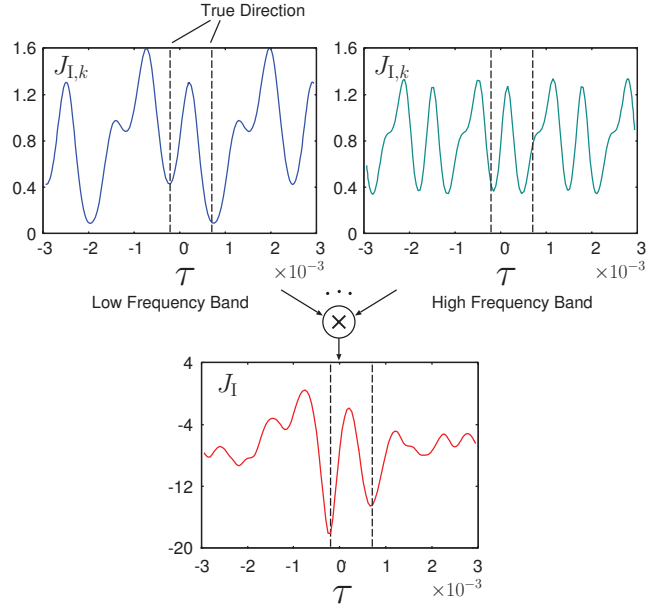 True Direction
J_{I,k}
1.6
1.2
0.8
0.4
0
-3 -2 -1 0 1 2 3
τ
×10^{-3}
J_{I,k}
1.6
1.2
0.8
0.4
0
-3 -2 -1 0 1 2 3
τ
×10^{-3}
Low Frequency Band
...
High Frequency Band
×
J_I
4
-4
-12
-20
-3 -2 -1 0 1 2 3
τ
×10^{-3}